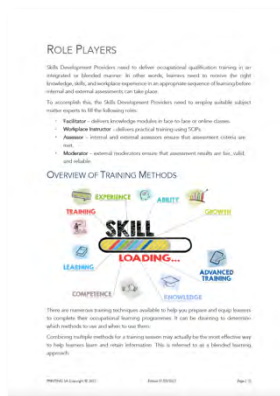 ROLE PLAYERS
Skills Development Providers need to deliver occupational qualification training in an
integrated or blended manner. In other words, learners need to receive the right
knowledge, skills, and workplace experience in an appropriate sequence of learning before
internal and external assessments can take place.
To accomplish this, the Skills Development Providers need to employ suitable subject
matter experts to fill the following roles:
Facilitator – delivers knowledge modules in face-to-face or online classes.
Workplace Instructor – delivers practical training using SOPs.
Assessor – internal and external assessors ensure that assessment criteria are
met.
Moderator – external moderators ensure that assessment results are fair, valid,
and reliable.
OVERVIEW OF TRAINING METHODS
EXPERIENCE
ABILITY
TRAINING
GROWTH
SKILL
LOADING...
LEARNING
ADVANCED
TRAINING
COMPETENCE
KNOWLEDGE
There are numerous training techniques available to help you prepare and equip learners
to complete their occupational learning programmes. It can be daunting to determine
which methods to use and when to use them.
Combining multiple methods for a training session may actually be the most effective way
to help learners learn and retain information. This is referred to as a blended learning
approach.
Copyright © 2021